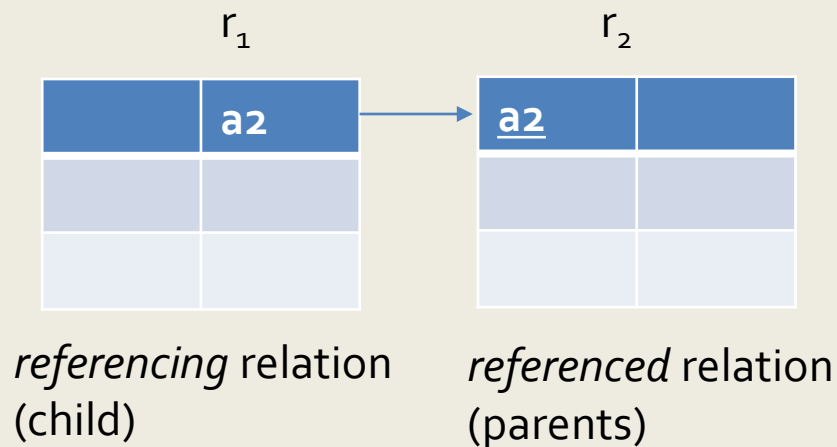 r₁ r₂
a2 a2
referencing relation
(child)
referenced relation
(parents)